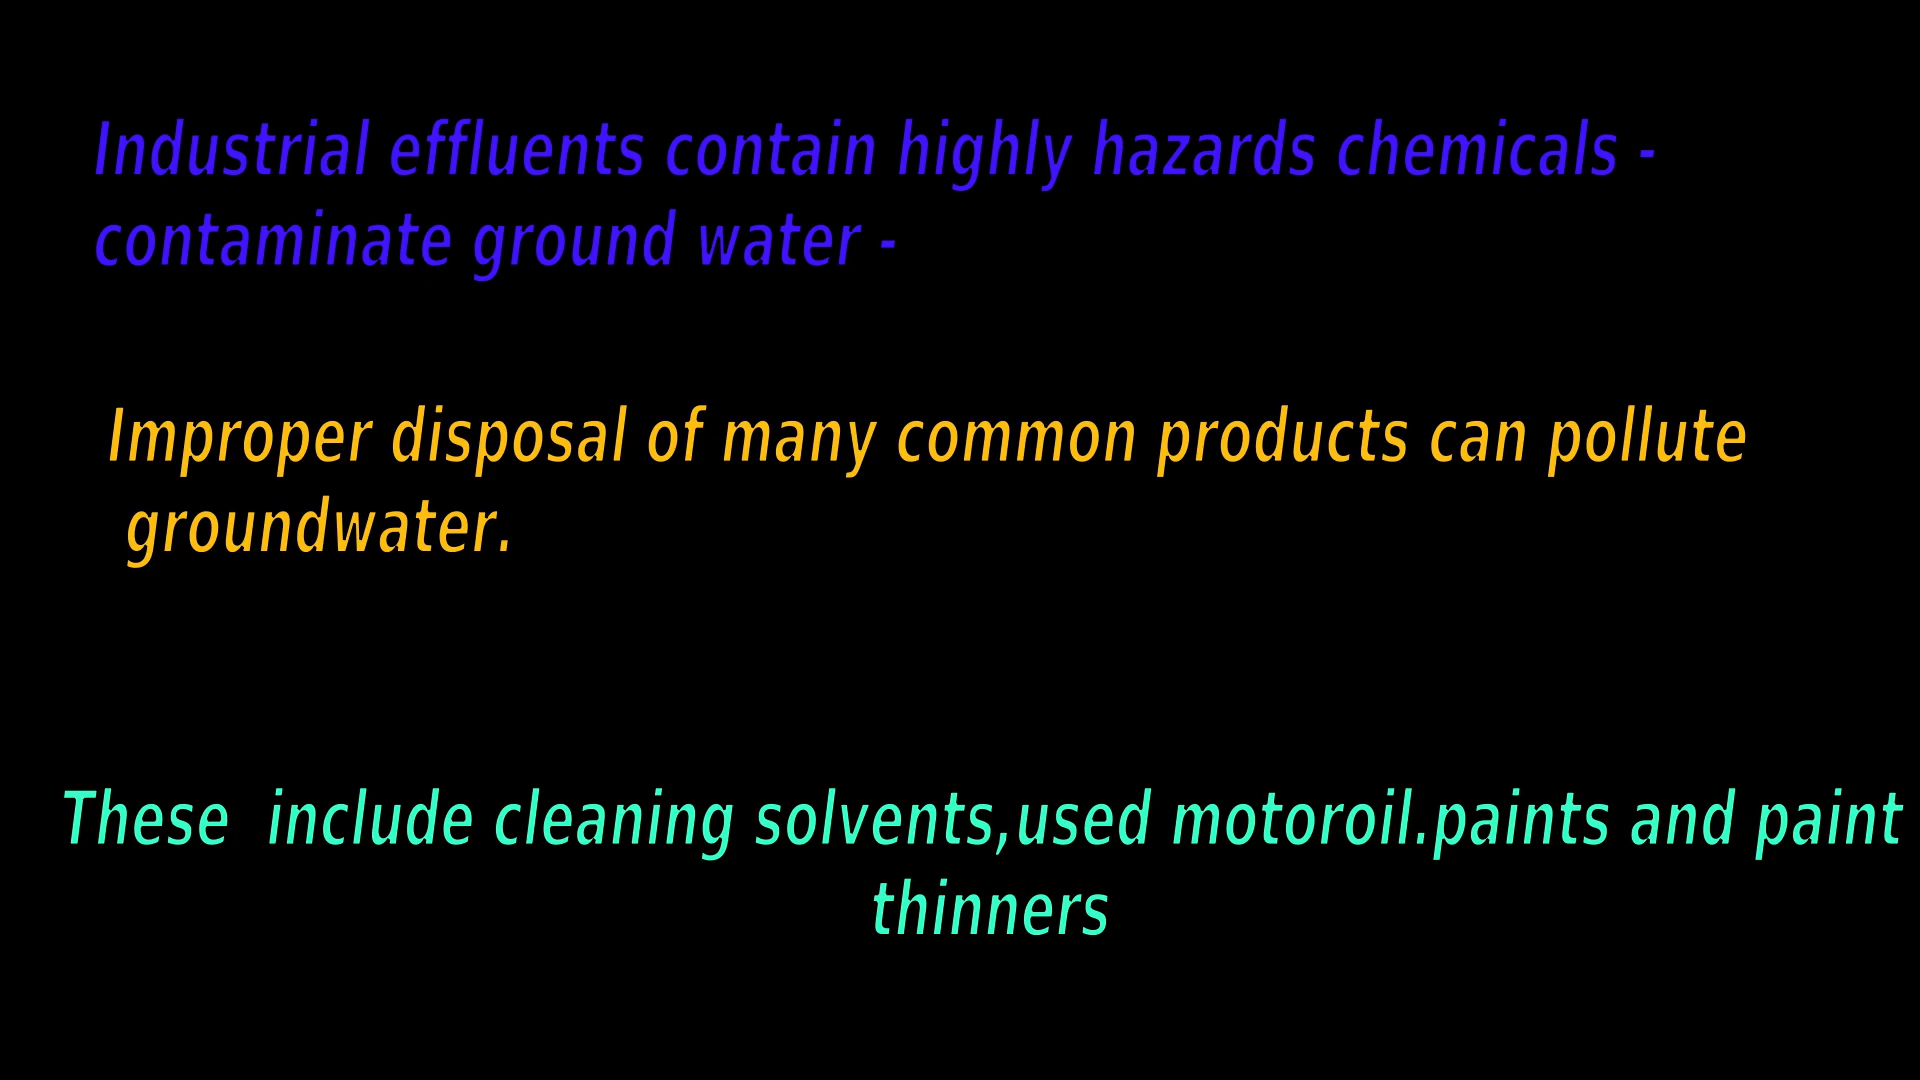 Industrial effluents contain highly hazards chemicals -
contaminate ground water -
Improper disposal of many common products can pollute
groundwater.
These  include cleaning solvents,used motoroil.paints and paint
thinners